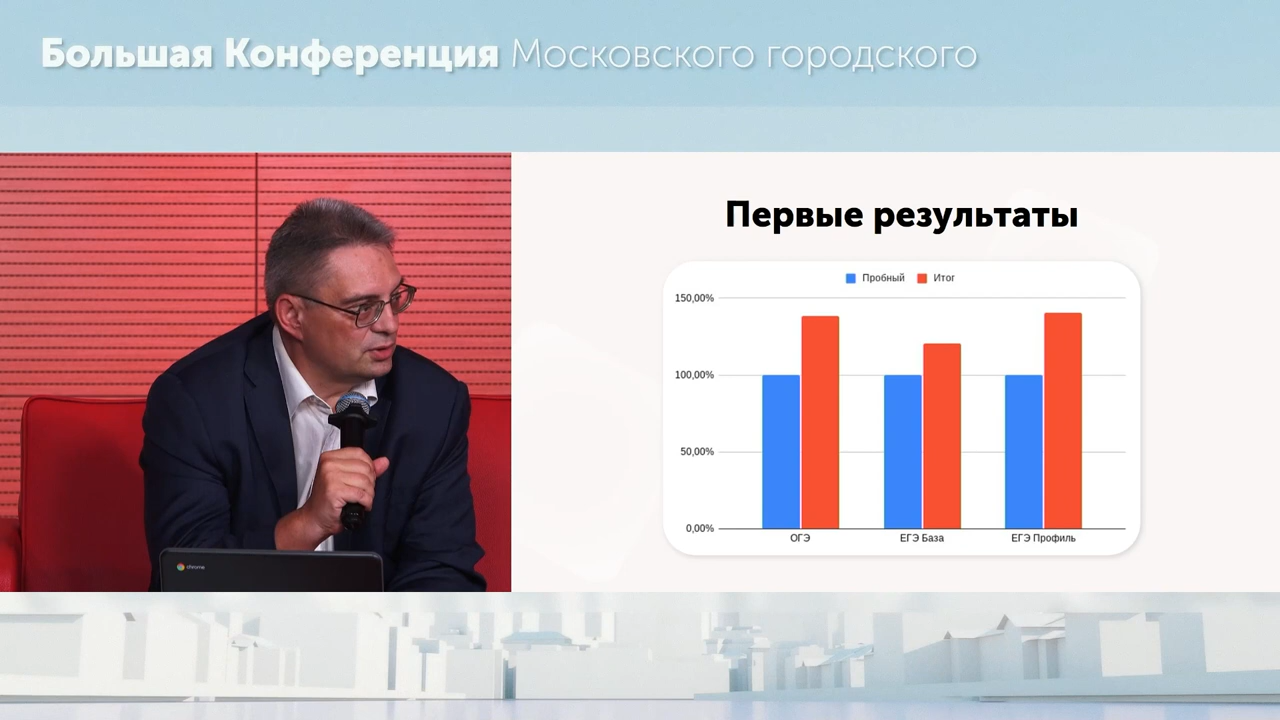 Большая Конференция Московского городского
Первые результаты
Пробный Итог
150,00%
100,00%
50,00%
0,00%
ОГЭ ЕГЭ База ЕГЭ Профиль
chrome